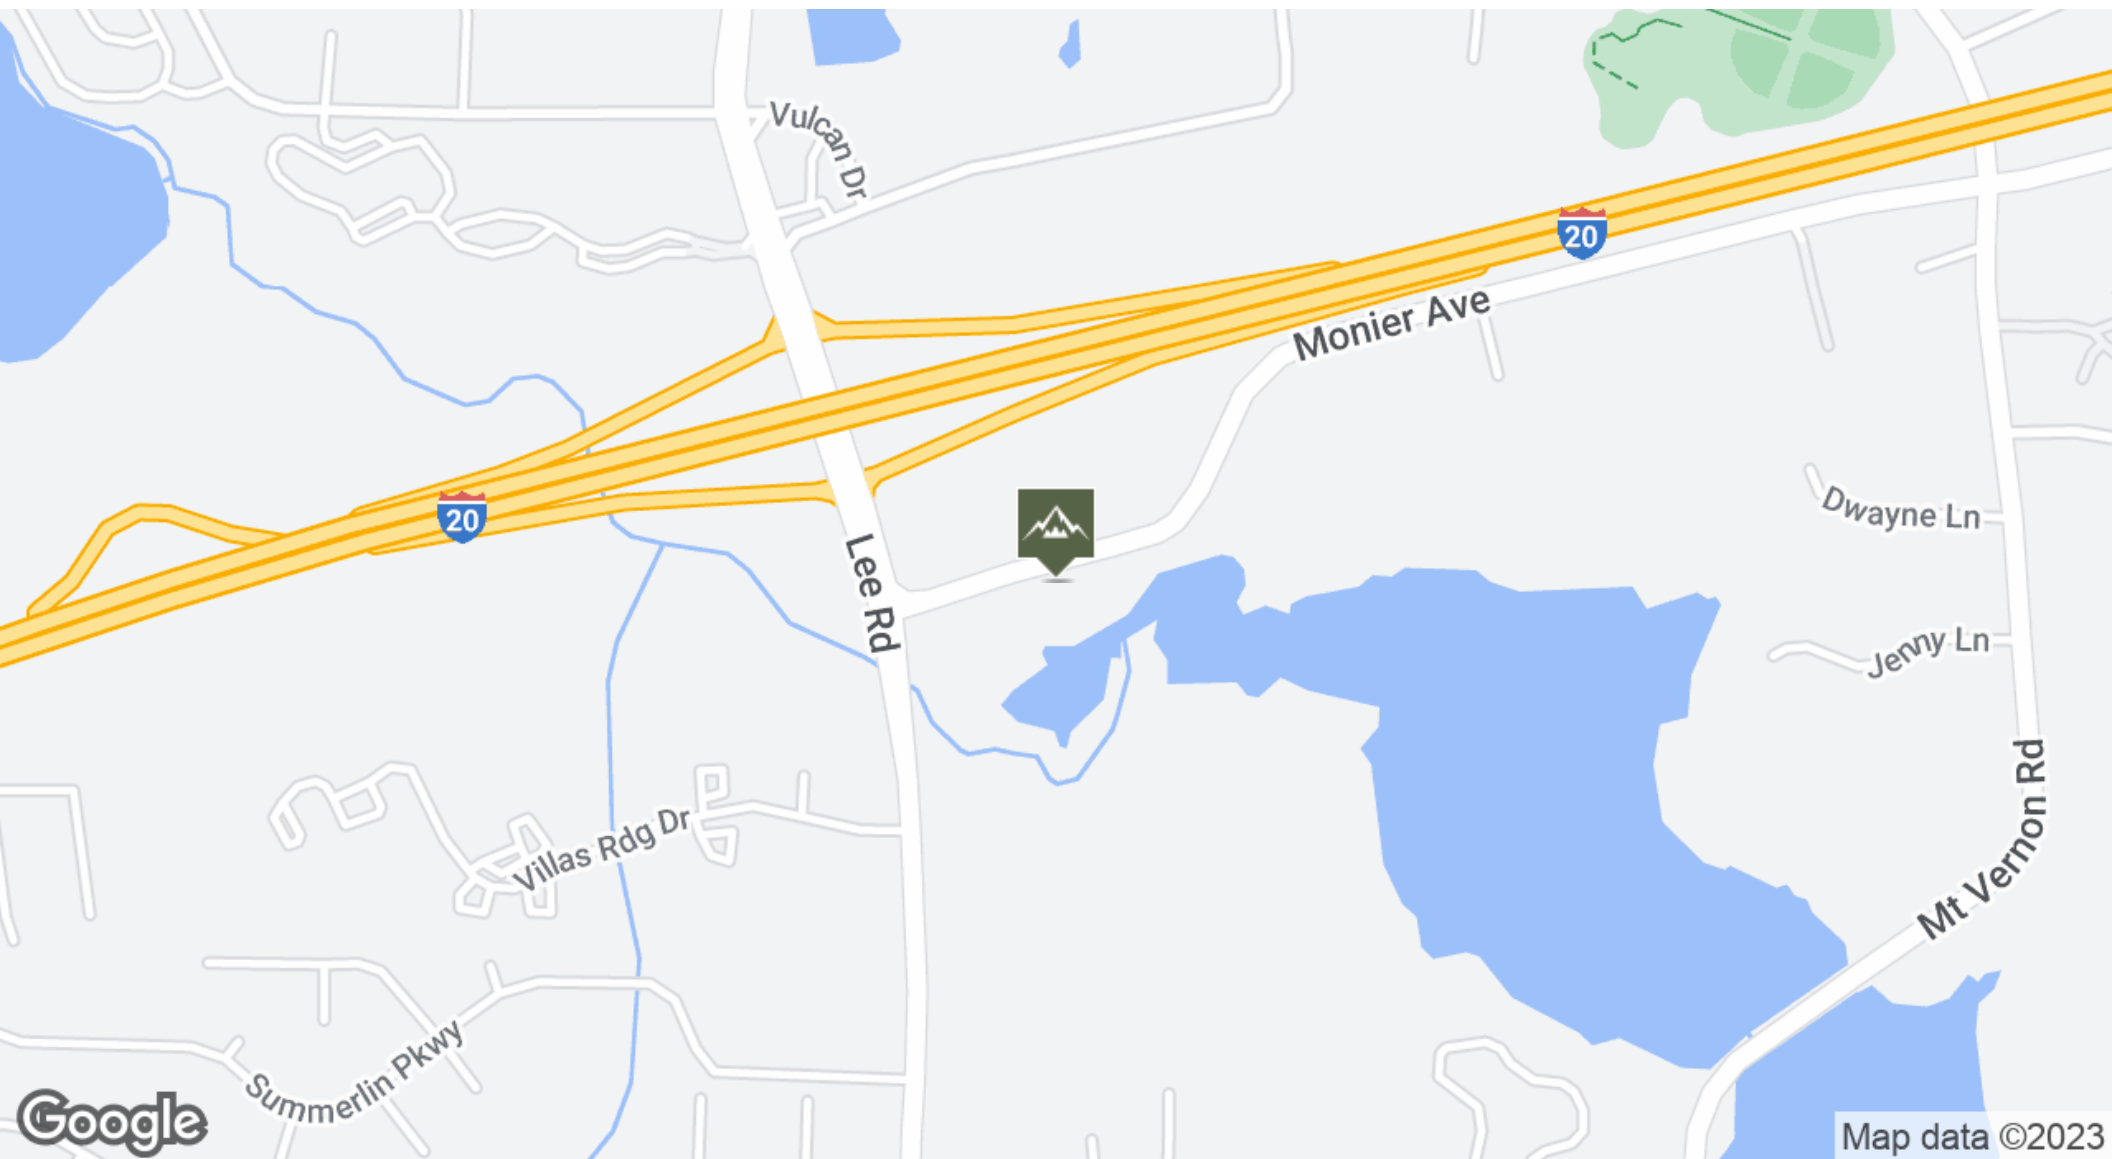 Vulcan Dr
20
Monier Ave
20
Dwayne Ln
Lee Rd
Jenny Ln
Mt Vernon Rd
Villas Rdg Dr
Summerlin Pkwy
Google
Map data ©2023